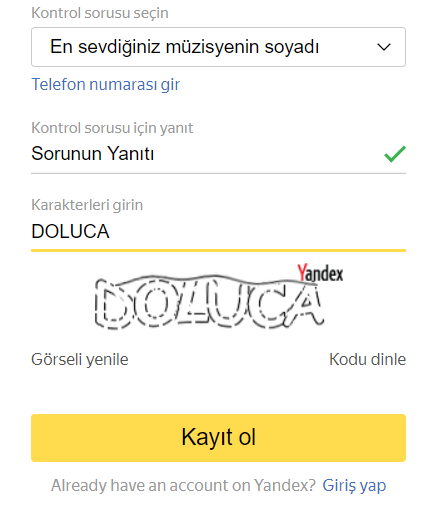 Kontrol sorusu seçin
En sevdiğiniz müzisyenin soyadı
Telefon numarası gir
Kontrol sorusu için yanıt
Sorunun Yanıtı
Karakterleri girin
DOLUCA
Yandex
DOLUCA
Görseli yenile Kodu dinle
Kayıt ol
Already have an account on Yandex? Giriş yap